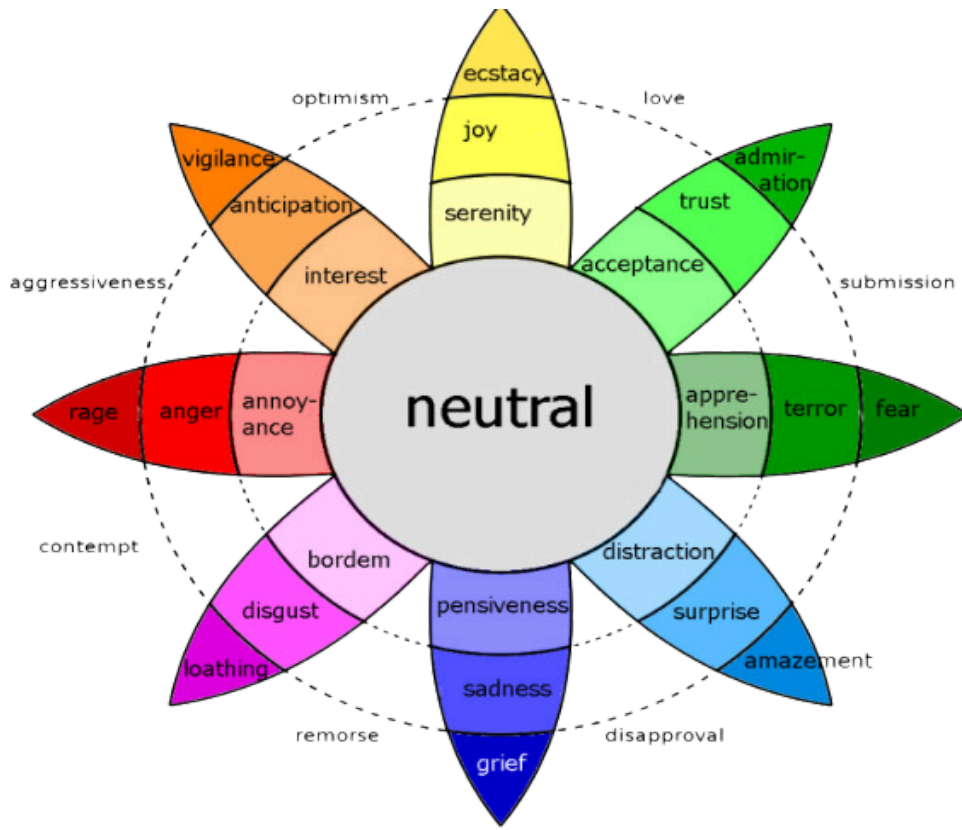 ecstacy
optimism
love
joy
vigilance
admir-
ation
anticipation
trust
serenity
interest
acceptance
aggressiveness
submission
neutral
rage
anger
annoy-
ance
appre-
hension
terror
fear
contempt
bordem
distraction
disgust
pensiveness
surprise
loathing
sadness
amazement
remorse
disapproval
grief